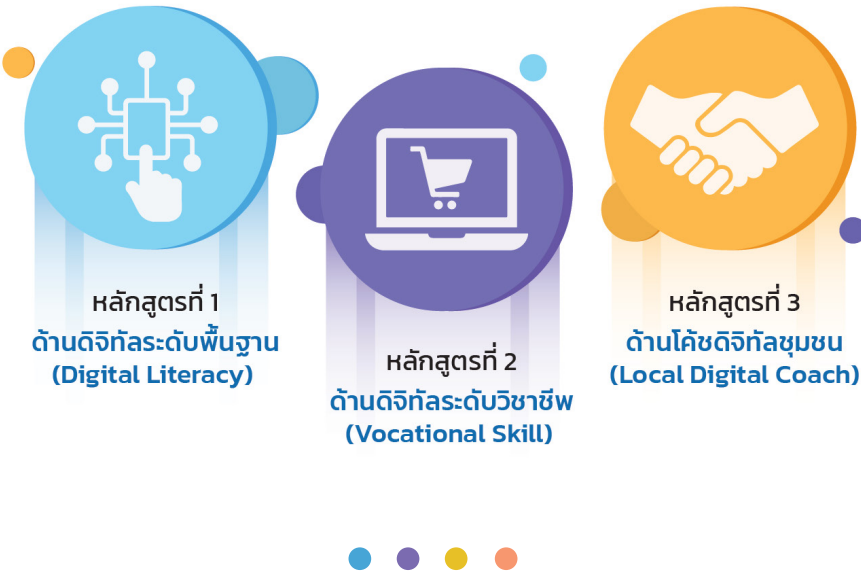 หลักสูตรที่ 1
ด้านดิจิทัลระดับพื้นฐาน
(Digital Literacy)
หลักสูตรที่ 2
ด้านดิจิทัลระดับวิชาชีพ
(Vocational Skill)
หลักสูตรที่ 3
ด้านโค้ชดิจิทัลชุมชน
(Local Digital Coach)